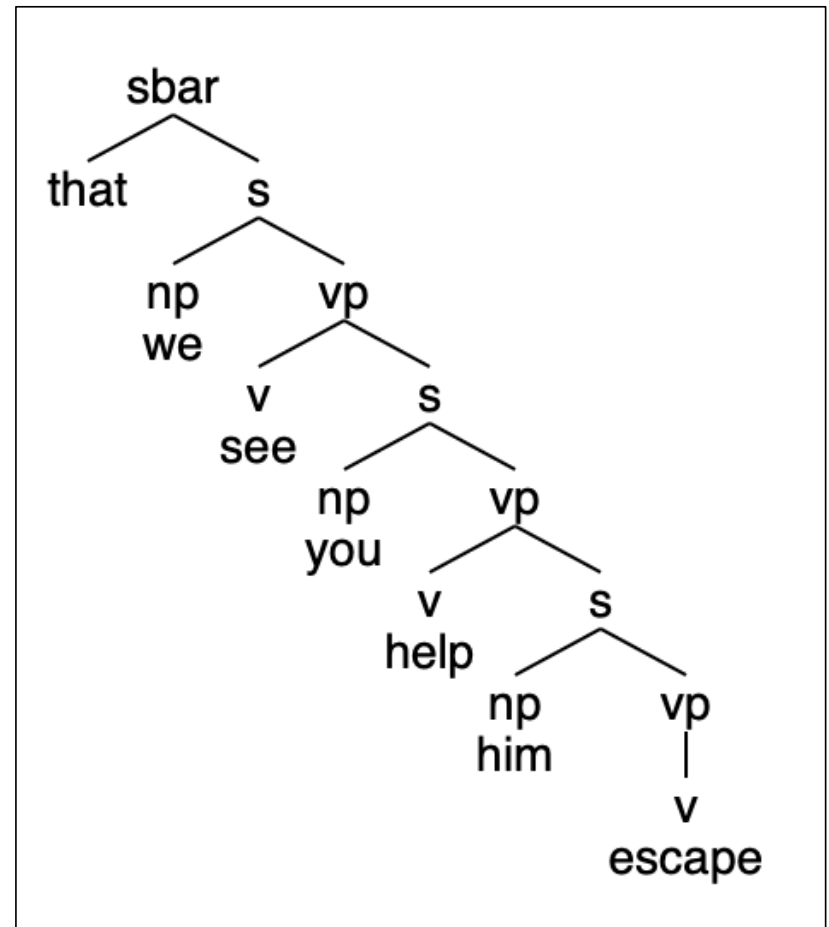 sbar
that s
np vp
we
v s
see
np vp
you
v s
help
np vp
him
v
escape